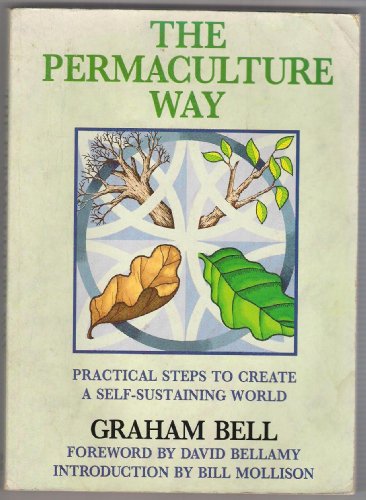 THE
PERMACULTURE
WAY
PRACTICAL STEPS TO CREATE
A SELF-SUSTAINING WORLD
GRAHAM BELL
FOREWORD BY DAVID BELLAMY
INTRODUCTION BY BILL MOLLISON